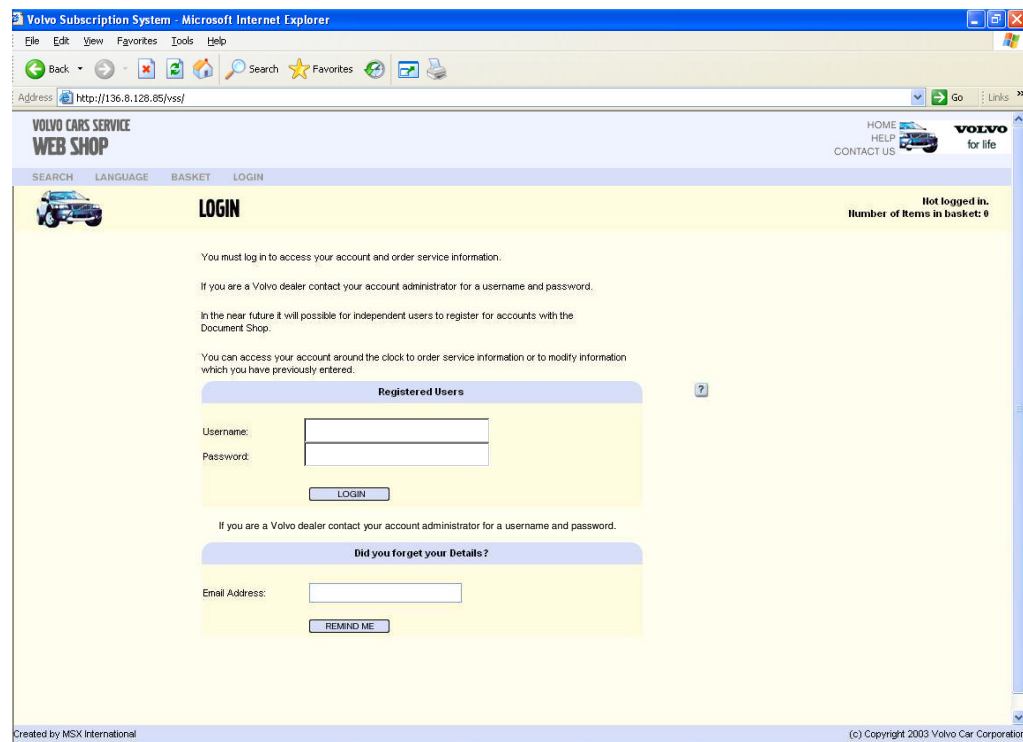 Volvo Subscription System - Microsoft Internet Explorer
File Edit View Favorites Tools Help
Back Search Favorites
Address http://136.8.128.85/vss/ Go Links »
VOLVO CARS SERVICE
WEB SHOP
HOME
HELP
CONTACT US
VOLVO
for life
SEARCH LANGUAGE BASKET LOGIN
LOGIN
Not logged in.
Number of Items in basket: 0
You must log in to access your account and order service information.
If you are a Volvo dealer contact your account administrator for a username and password.
In the near future it will possible for independent users to register for accounts with the
Document Shop.
You can access your account around the clock to order service information or to modify information
which you have previously entered.
Registered Users
?
Username:
Password:
LOGIN
If you are a Volvo dealer contact your account administrator for a username and password.
Did you forget your Details?
Email Address:
REMIND ME
Created by MSX International
(c) Copyright 2003 Volvo Car Corporation